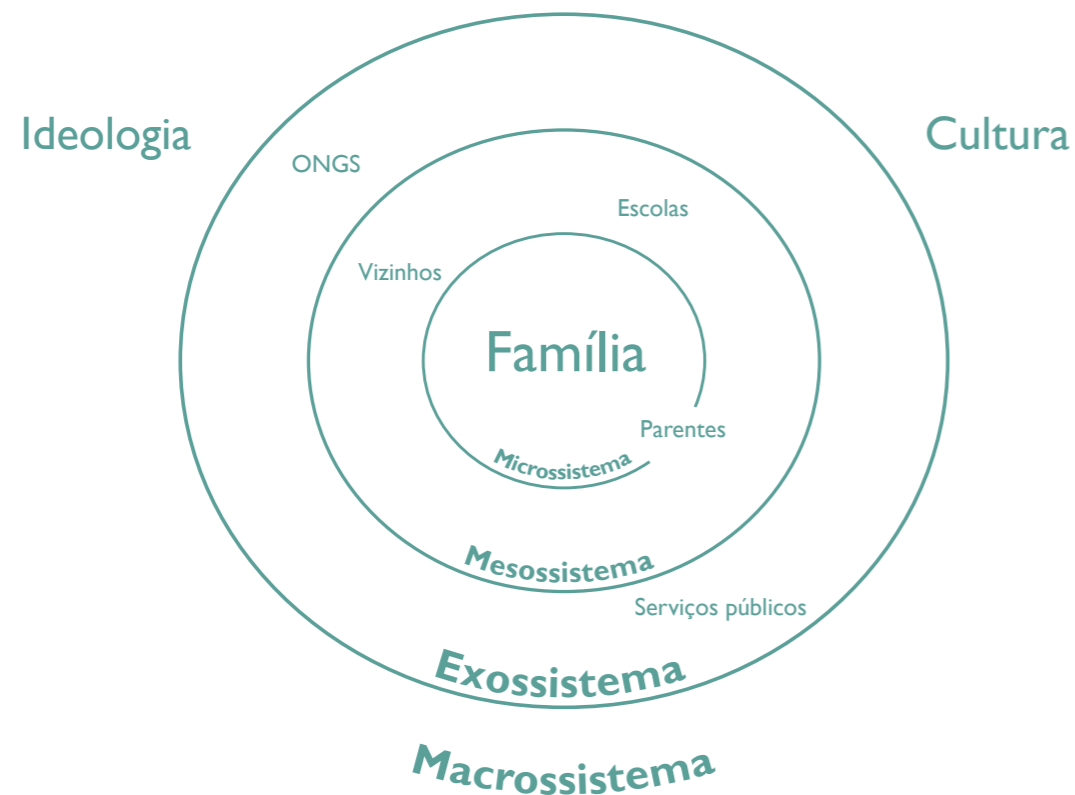 Ideologia
Cultura
ONGS
Escolas
Vizinhos
Família
Parentes
Microssistema
Mesossistema
Serviços públicos
Exossistema
Macrossistema